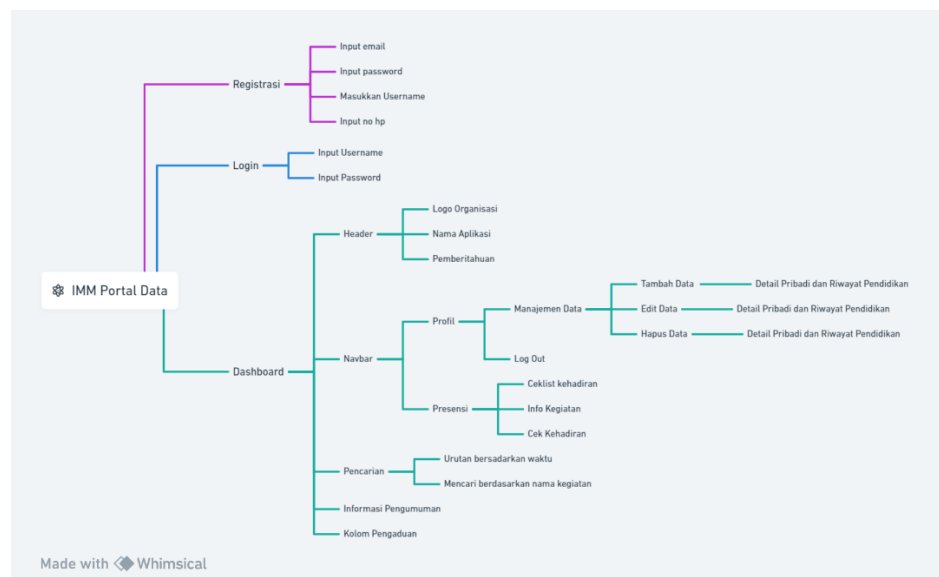 Input email
Input password
Registrasi
Masukkan Username
Input no hp
Input Username
Login
Input Password
Logo Organisasi
Header
Nama Aplikasi
Pemberitahuan
IMM Portal Data
Tambah Data
Detail Pribadi dan Riwayat Pendidikan
Manajemen Data
Edit Data
Detail Pribadi dan Riwayat Pendidikan
Profil
Hapus Data
Detail Pribadi dan Riwayat Pendidikan
Navbar
Log Out
Dashboard
Ceklist kehadiran
Presensi
Info Kegiatan
Cek Kehadiran
Urutan bersadarkan waktu
Pencarian
Mencari berdasarkan nama kegiatan
Informasi Pengumuman
Kolom Pengaduan
Made with Whimsical